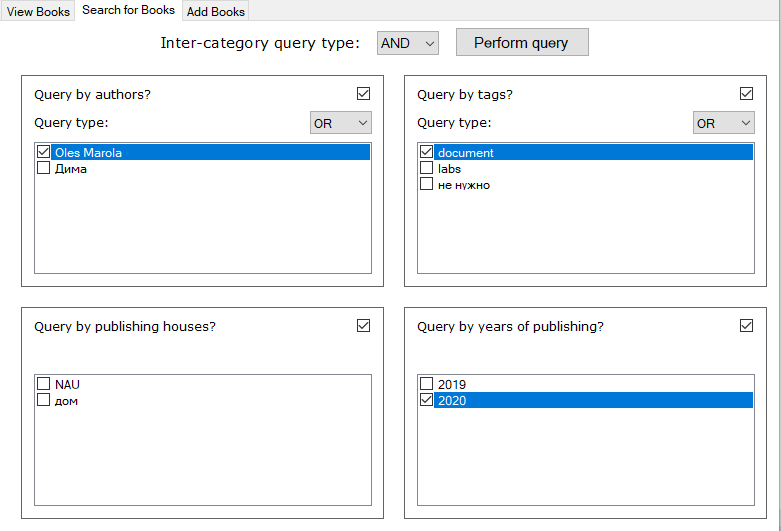 View Books Search for Books Add Books
Inter-category query type: AND Perform query
Query by authors?
Query type: OR
Oles Marola
Дима
Query by tags?
Query type: OR
document
labs
не нужно
Query by publishing houses?
NAU
дом
Query by years of publishing?
2019
2020